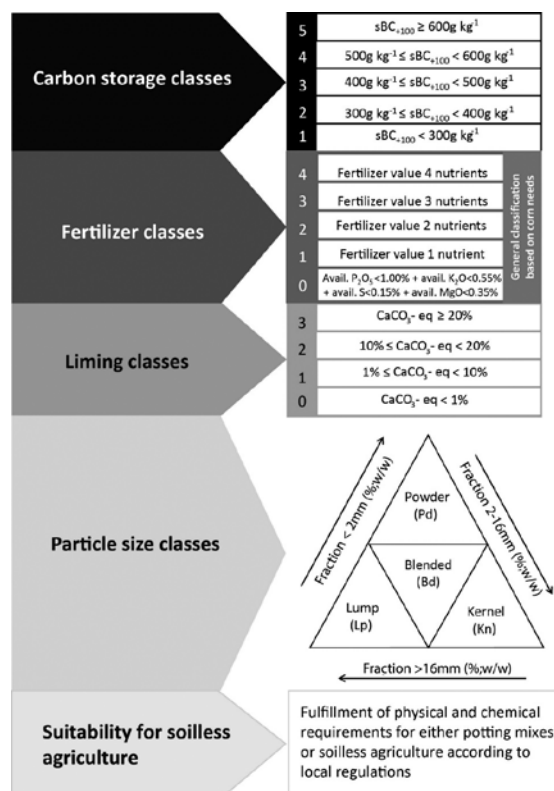 Carbon storage classes
5 sBC+100 ≥ 600g kg-1
4 500g kg-1 ≤ sBC+100 < 600g kg-1
3 400g kg-1 ≤ sBC+100 < 500g kg-1
2 300g kg-1 ≤ sBC+100 < 400g kg-1
1 sBC+100 < 300g kg-1
Fertilizer classes
4 Fertilizer value 4 nutrients
3 Fertilizer value 3 nutrients
2 Fertilizer value 2 nutrients
1 Fertilizer value 1 nutrient
0 Avail. P2O5<1.00% + avail. K2O<0.55%
+ avail. S<0.15% + avail. MgO<0.35%
General classification
based on corn needs
Liming classes
3 CaCO3- eq ≥ 20%
2 10% ≤ CaCO3- eq < 20%
1 1% ≤ CaCO3- eq < 10%
0 CaCO3- eq < 1%
Particle size classes
Fraction < 2mm (%;w/w)
Fraction 2-16mm (%;w/w)
Powder
(Pd)
Blended
(Bd)
Lump
(Lp)
Kernel
(Kn)
Fraction >16mm (%;w/w)
Suitability for soilless
agriculture
Fulfillment of physical and chemical
requirements for either potting mixes
or soilless agriculture according to
local regulations